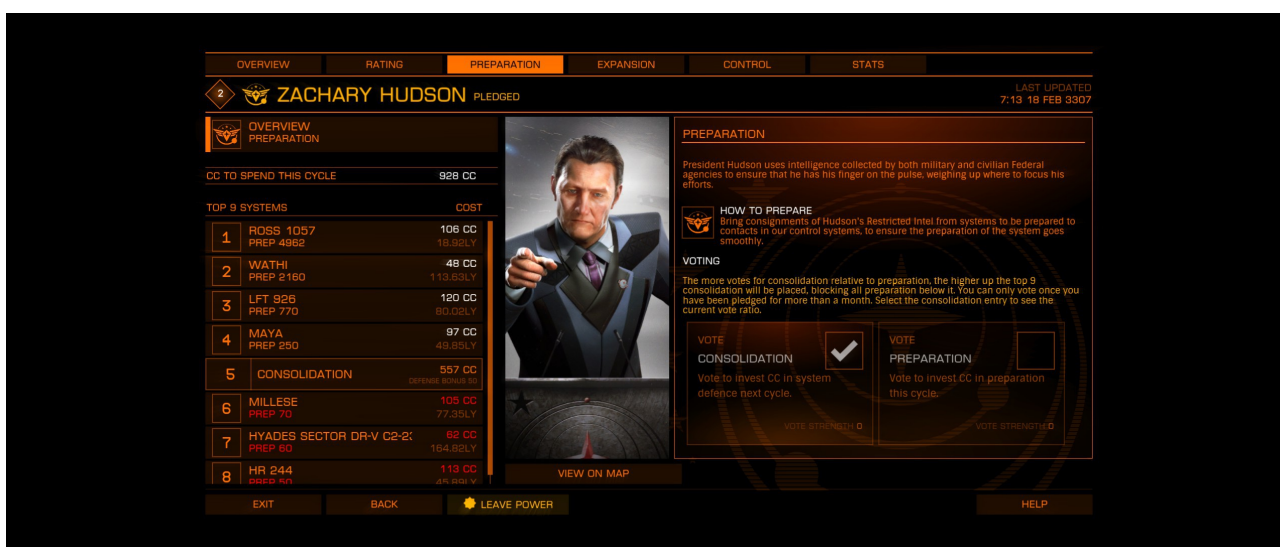 OVERVIEW RATING PREPARATION EXPANSION CONTROL STATS
2 ZACHARY HUDSON PLEDGED
LAST UPDATED
7:13 18 FEB 3307
OVERVIEW
PREPARATION
CC TO SPEND THIS CYCLE 928 CC
TOP 9 SYSTEMS COST
1 ROSS 1057 106 CC
PREP 4962 18.92LY
2 WATHI 48 CC
PREP 2160 113.63LY
3 LFT 926 120 CC
PREP 770 80.02LY
4 MAYA 97 CC
PREP 250 49.85LY
5 CONSOLIDATION 557 CC
DEFENSE BONUS 50
6 MILLESE 105 CC
PREP 70 77.35LY
7 HYADES SECTOR DR-V C2-2 62 CC
PREP 60 164.82LY
8 HR 244 113 CC
PREP 50 45.89LY
VIEW ON MAP
PREPARATION
President Hudson uses intelligence collected by both military and civilian Federal
agencies to ensure that he has his finger on the pulse, weighing up where to focus his
efforts.
HOW TO PREPARE
Bring consignments of Hudson's Restricted Intel from systems to be prepared to
contacts in our control systems, to ensure the preparation of the system goes
smoothly.
VOTING
The more votes for consolidation relative to preparation, the higher up the top 9
consolidation will be placed, blocking all preparation below it. You can only vote once you
have been pledged for more than a month. Select the consolidation entry to see the
current vote ratio.
VOTE
CONSOLIDATION
Vote to invest CC in system
defence next cycle.
VOTE STRENGTH 0
VOTE
PREPARATION
Vote to invest CC in preparation
this cycle.
VOTE STRENGTH 0
EXIT BACK LEAVE POWER HELP